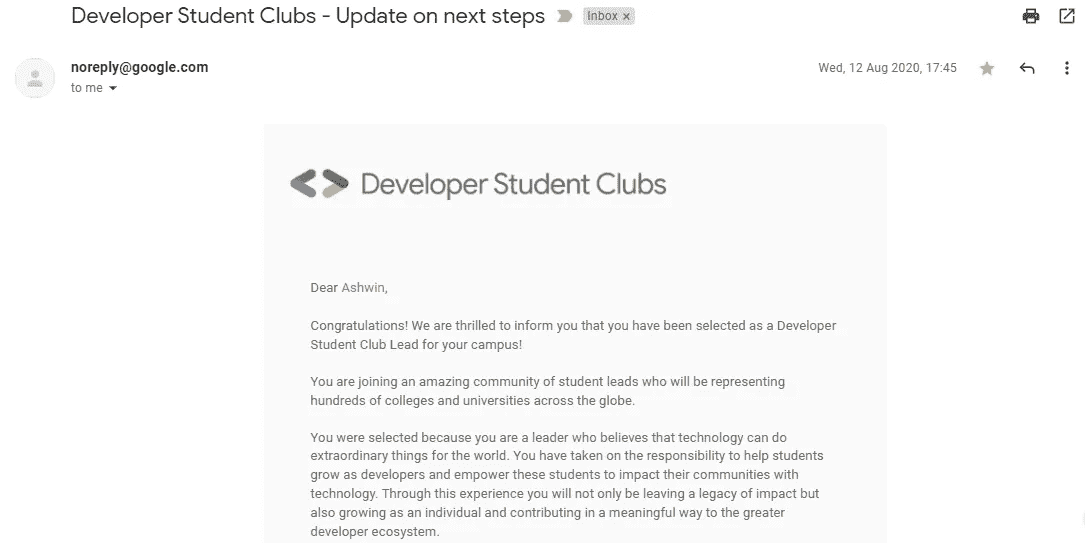 Developer Student Clubs - Update on next steps Inbox x
noreply@google.com Wed, 12 Aug 2020, 17:45
to me
Developer Student Clubs
Dear Ashwin,
Congratulations! We are thrilled to inform you that you have been selected as a Developer
Student Club Lead for your campus!
You are joining an amazing community of student leads who will be representing
hundreds of colleges and universities across the globe.
You were selected because you are a leader who believes that technology can do
extraordinary things for the world. You have taken on the responsibility to help students
grow as developers and empower these students to impact their communities with
technology. Through this experience you will not only be leaving a legacy of impact but
also growing as an individual and contributing in a meaningful way to the greater
developer ecosystem.